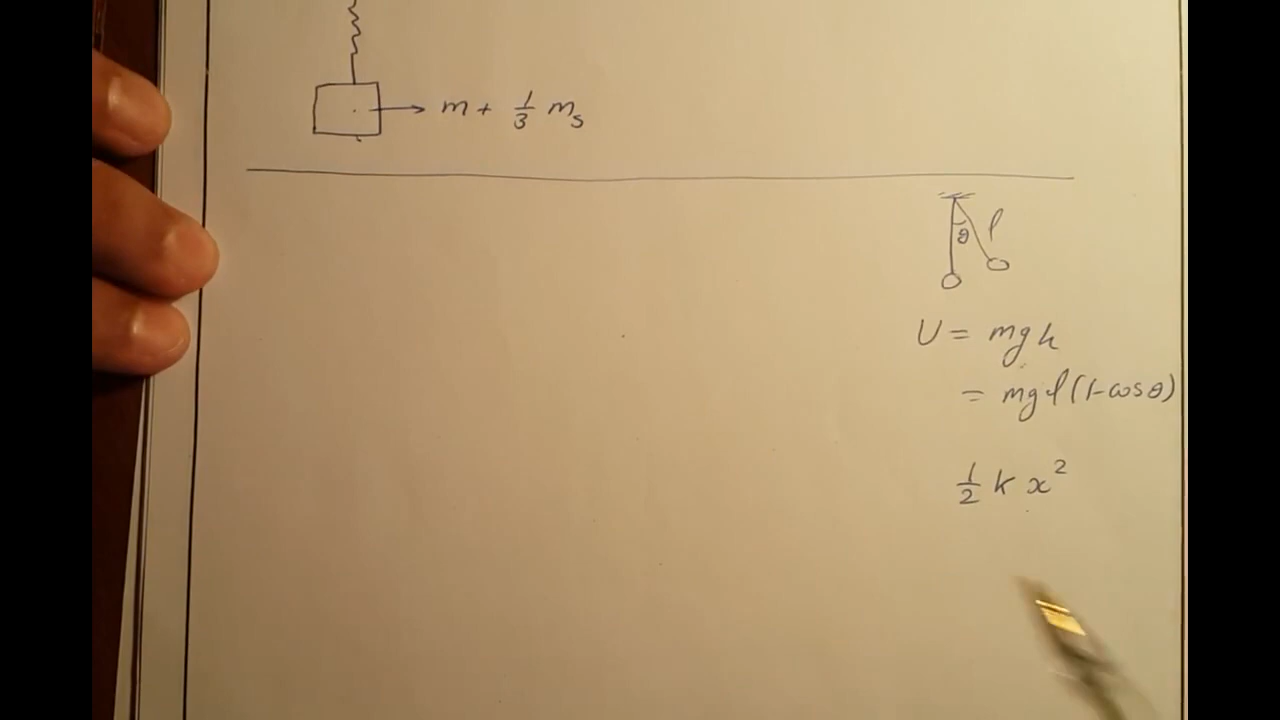 m + 1/3 mₛ
θ l
U = mgh
= mgl(1-cosθ)
1/2 k x²